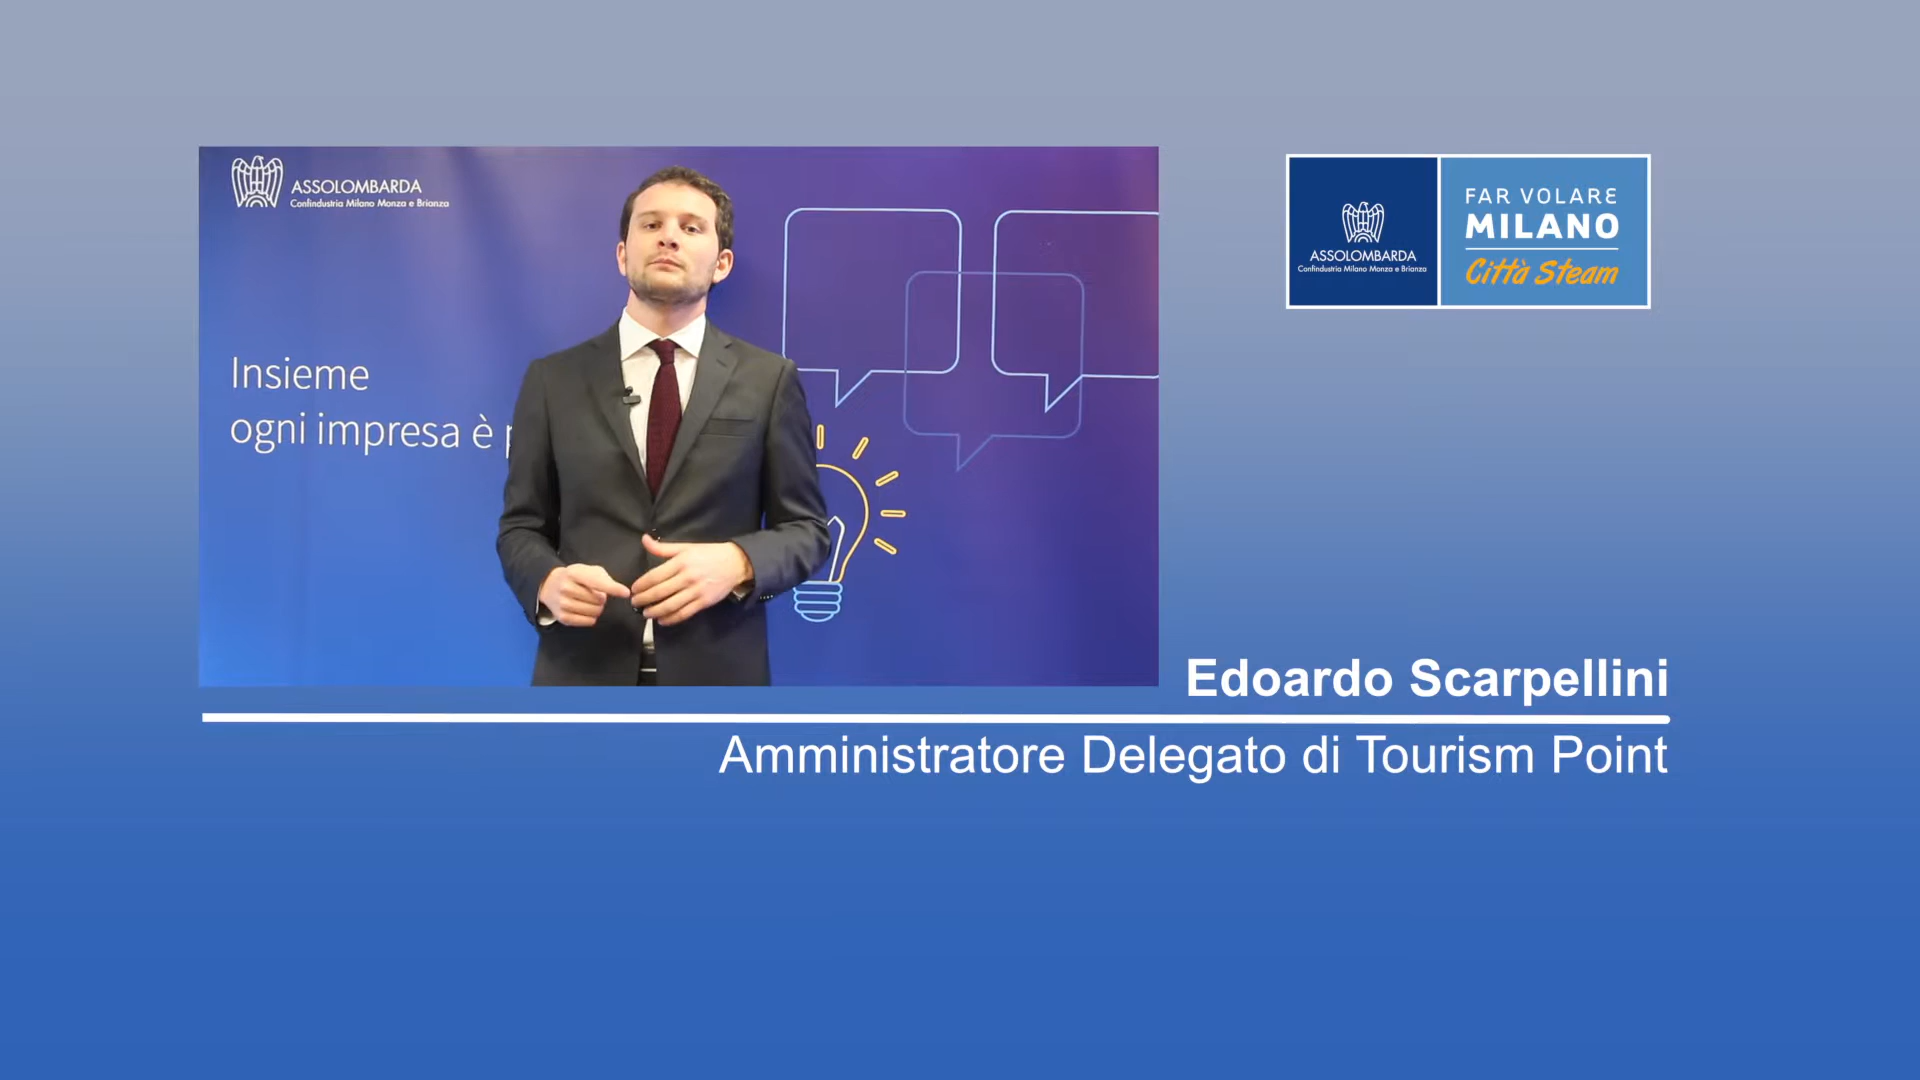 ASSOLOMBARDA
Confindustria Milano Monza e Brianza
Insieme
ogni impresa è
FAR VOLARE
MILANO
Città Steam
ASSOLOMBARDA
Confindustria Milano Monza e Brianza
Edoardo Scarpellini
Amministratore Delegato di Tourism Point